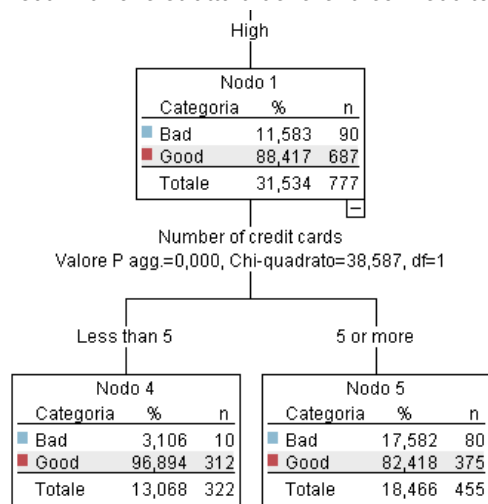 High
Nodo 1
Categoria % n
Bad 11,583 90
Good 88,417 687
Totale 31,534 777
Number of credit cards
Valore P agg.=0,000, Chi-quadrato=38,587, df=1
Less than 5
5 or more
Nodo 4
Categoria % n
Bad 3,106 10
Good 96,894 312
Totale 13,068 322
Nodo 5
Categoria % n
Bad 17,582 80
Good 82,418 375
Totale 18,466 455